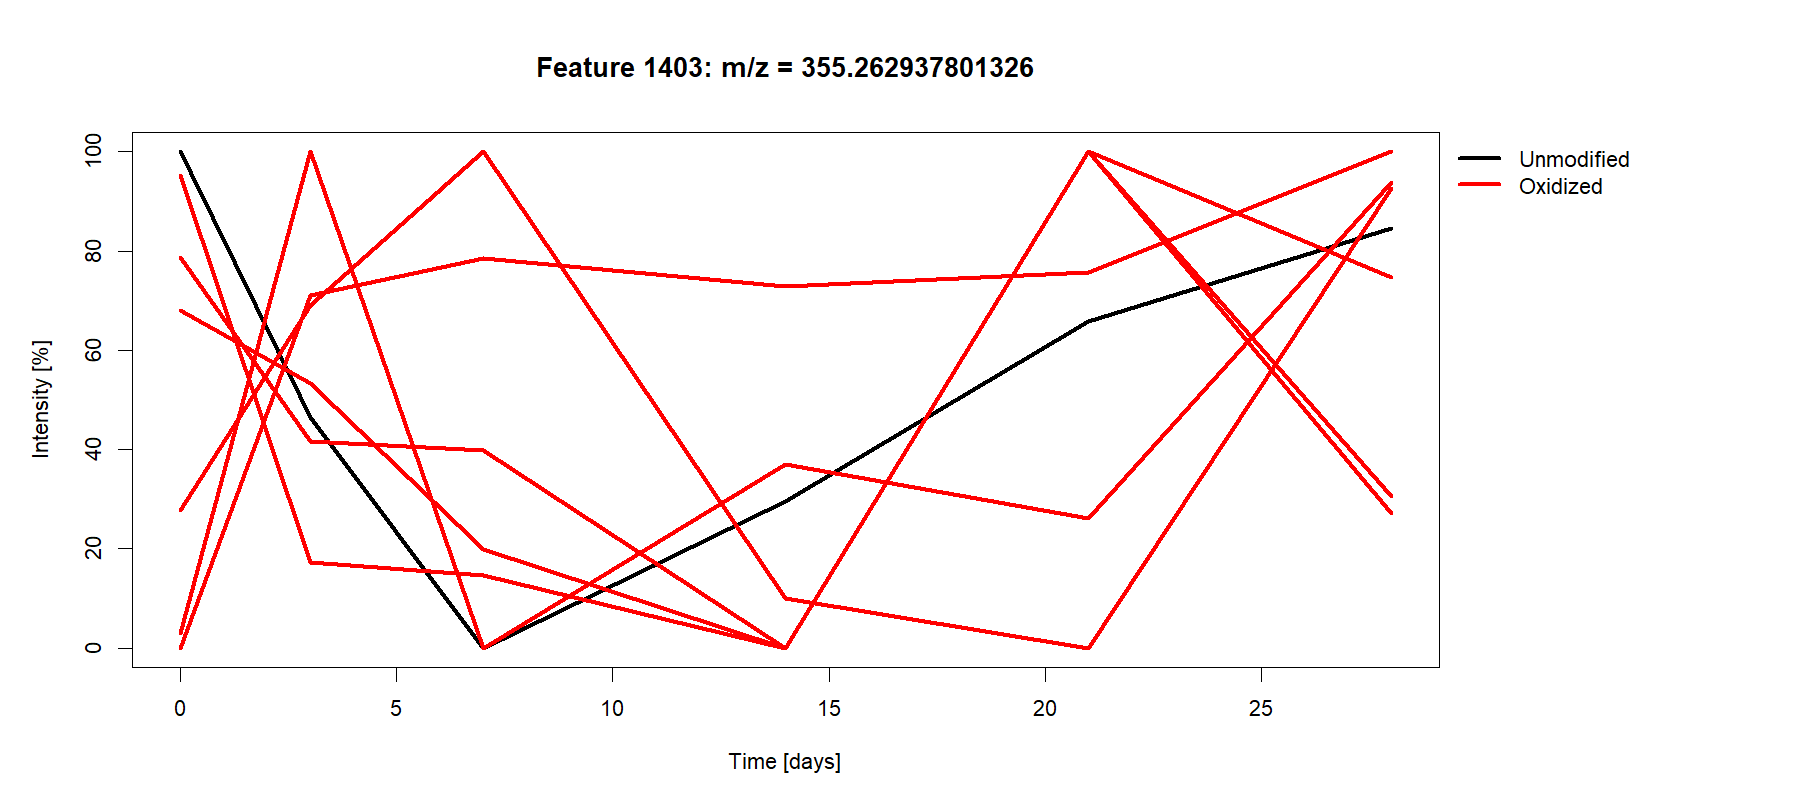 Feature 1403: m/z = 355.262937801326
Unmodified
Oxidized
Intensity [%]
100
80
60
40
20
0
0 5 10 15 20 25
Time [days]